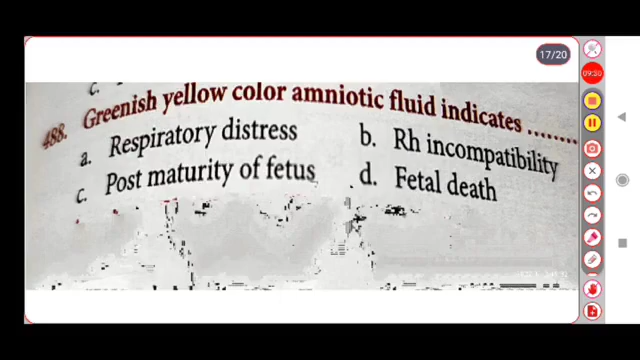 17/20
09:30
c.
488. Greenish yellow color amniotic fluid indicates ........
a. Respiratory distress b. Rh incompatibility
c. Post maturity of fetus d. Fetal death